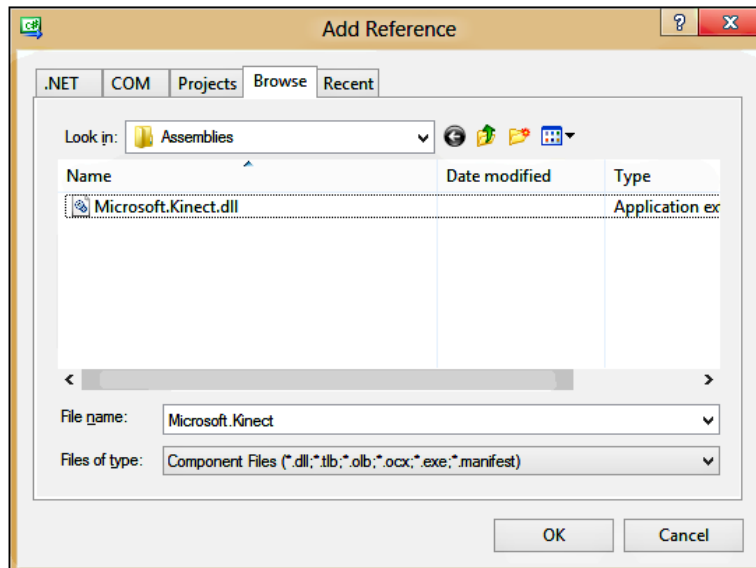 C#
Add Reference
? X
.NET COM Projects Browse Recent
Look in: Assemblies
Name Date modified Type
Microsoft.Kinect.dll Application ex
File name: Microsoft.Kinect
Files of type: Component Files (*.dll;*.tlb;*.olb;*.ocx;*.exe;*.manifest)
OK Cancel